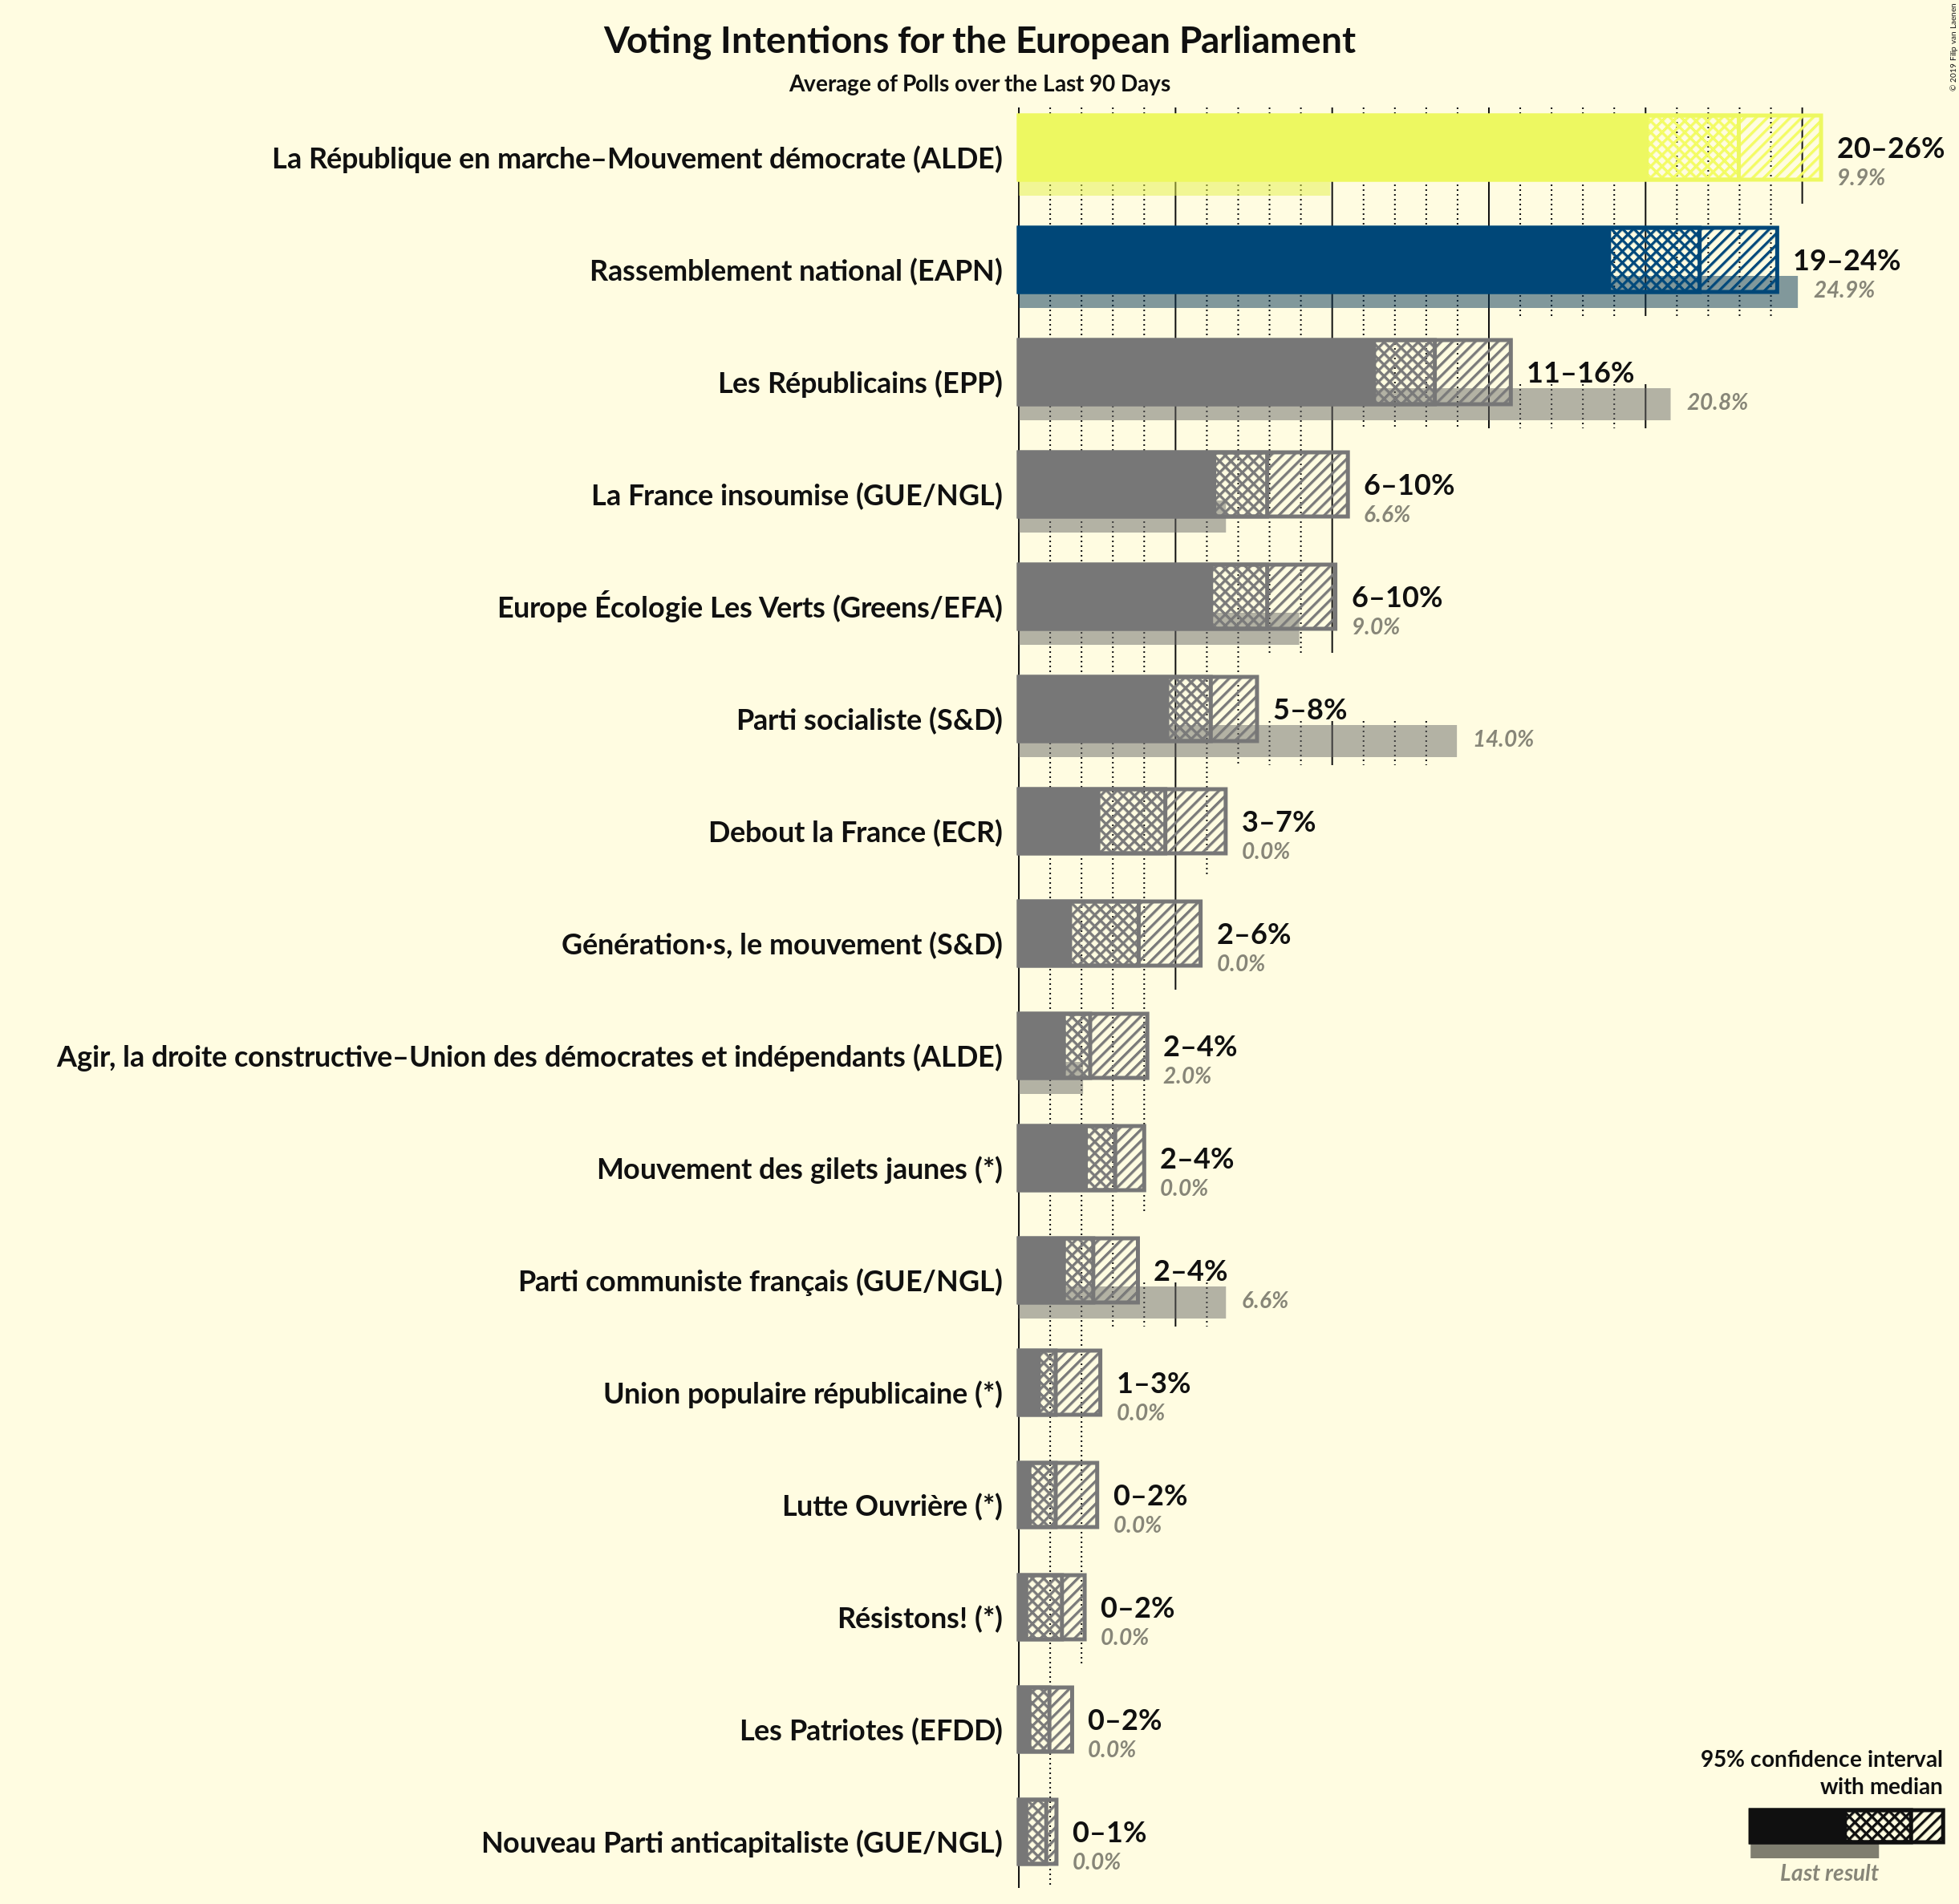 Voting Intentions for the European Parliament
Average of Polls over the Last 90 Days
© 2019 Filip van Laenen
La République en marche–Mouvement démocrate (ALDE)
20–26%
9.9%
Rassemblement national (EAPN)
19–24%
24.9%
Les Républicains (EPP)
11–16%
20.8%
La France insoumise (GUE/NGL)
6–10%
6.6%
Europe Écologie Les Verts (Greens/EFA)
6–10%
9.0%
Parti socialiste (S&D)
5–8%
14.0%
Debout la France (ECR)
3–7%
0.0%
Génération·s, le mouvement (S&D)
2–6%
0.0%
Agir, la droite constructive–Union des démocrates et indépendants (ALDE)
2–4%
2.0%
Mouvement des gilets jaunes (*)
2–4%
0.0%
Parti communiste français (GUE/NGL)
2–4%
6.6%
Union populaire républicaine (*)
1–3%
0.0%
Lutte Ouvrière (*)
0–2%
0.0%
Résistons! (*)
0–2%
0.0%
Les Patriotes (EFDD)
0–2%
0.0%
Nouveau Parti anticapitaliste (GUE/NGL)
0–1%
0.0%
95% confidence interval
with median
Last result